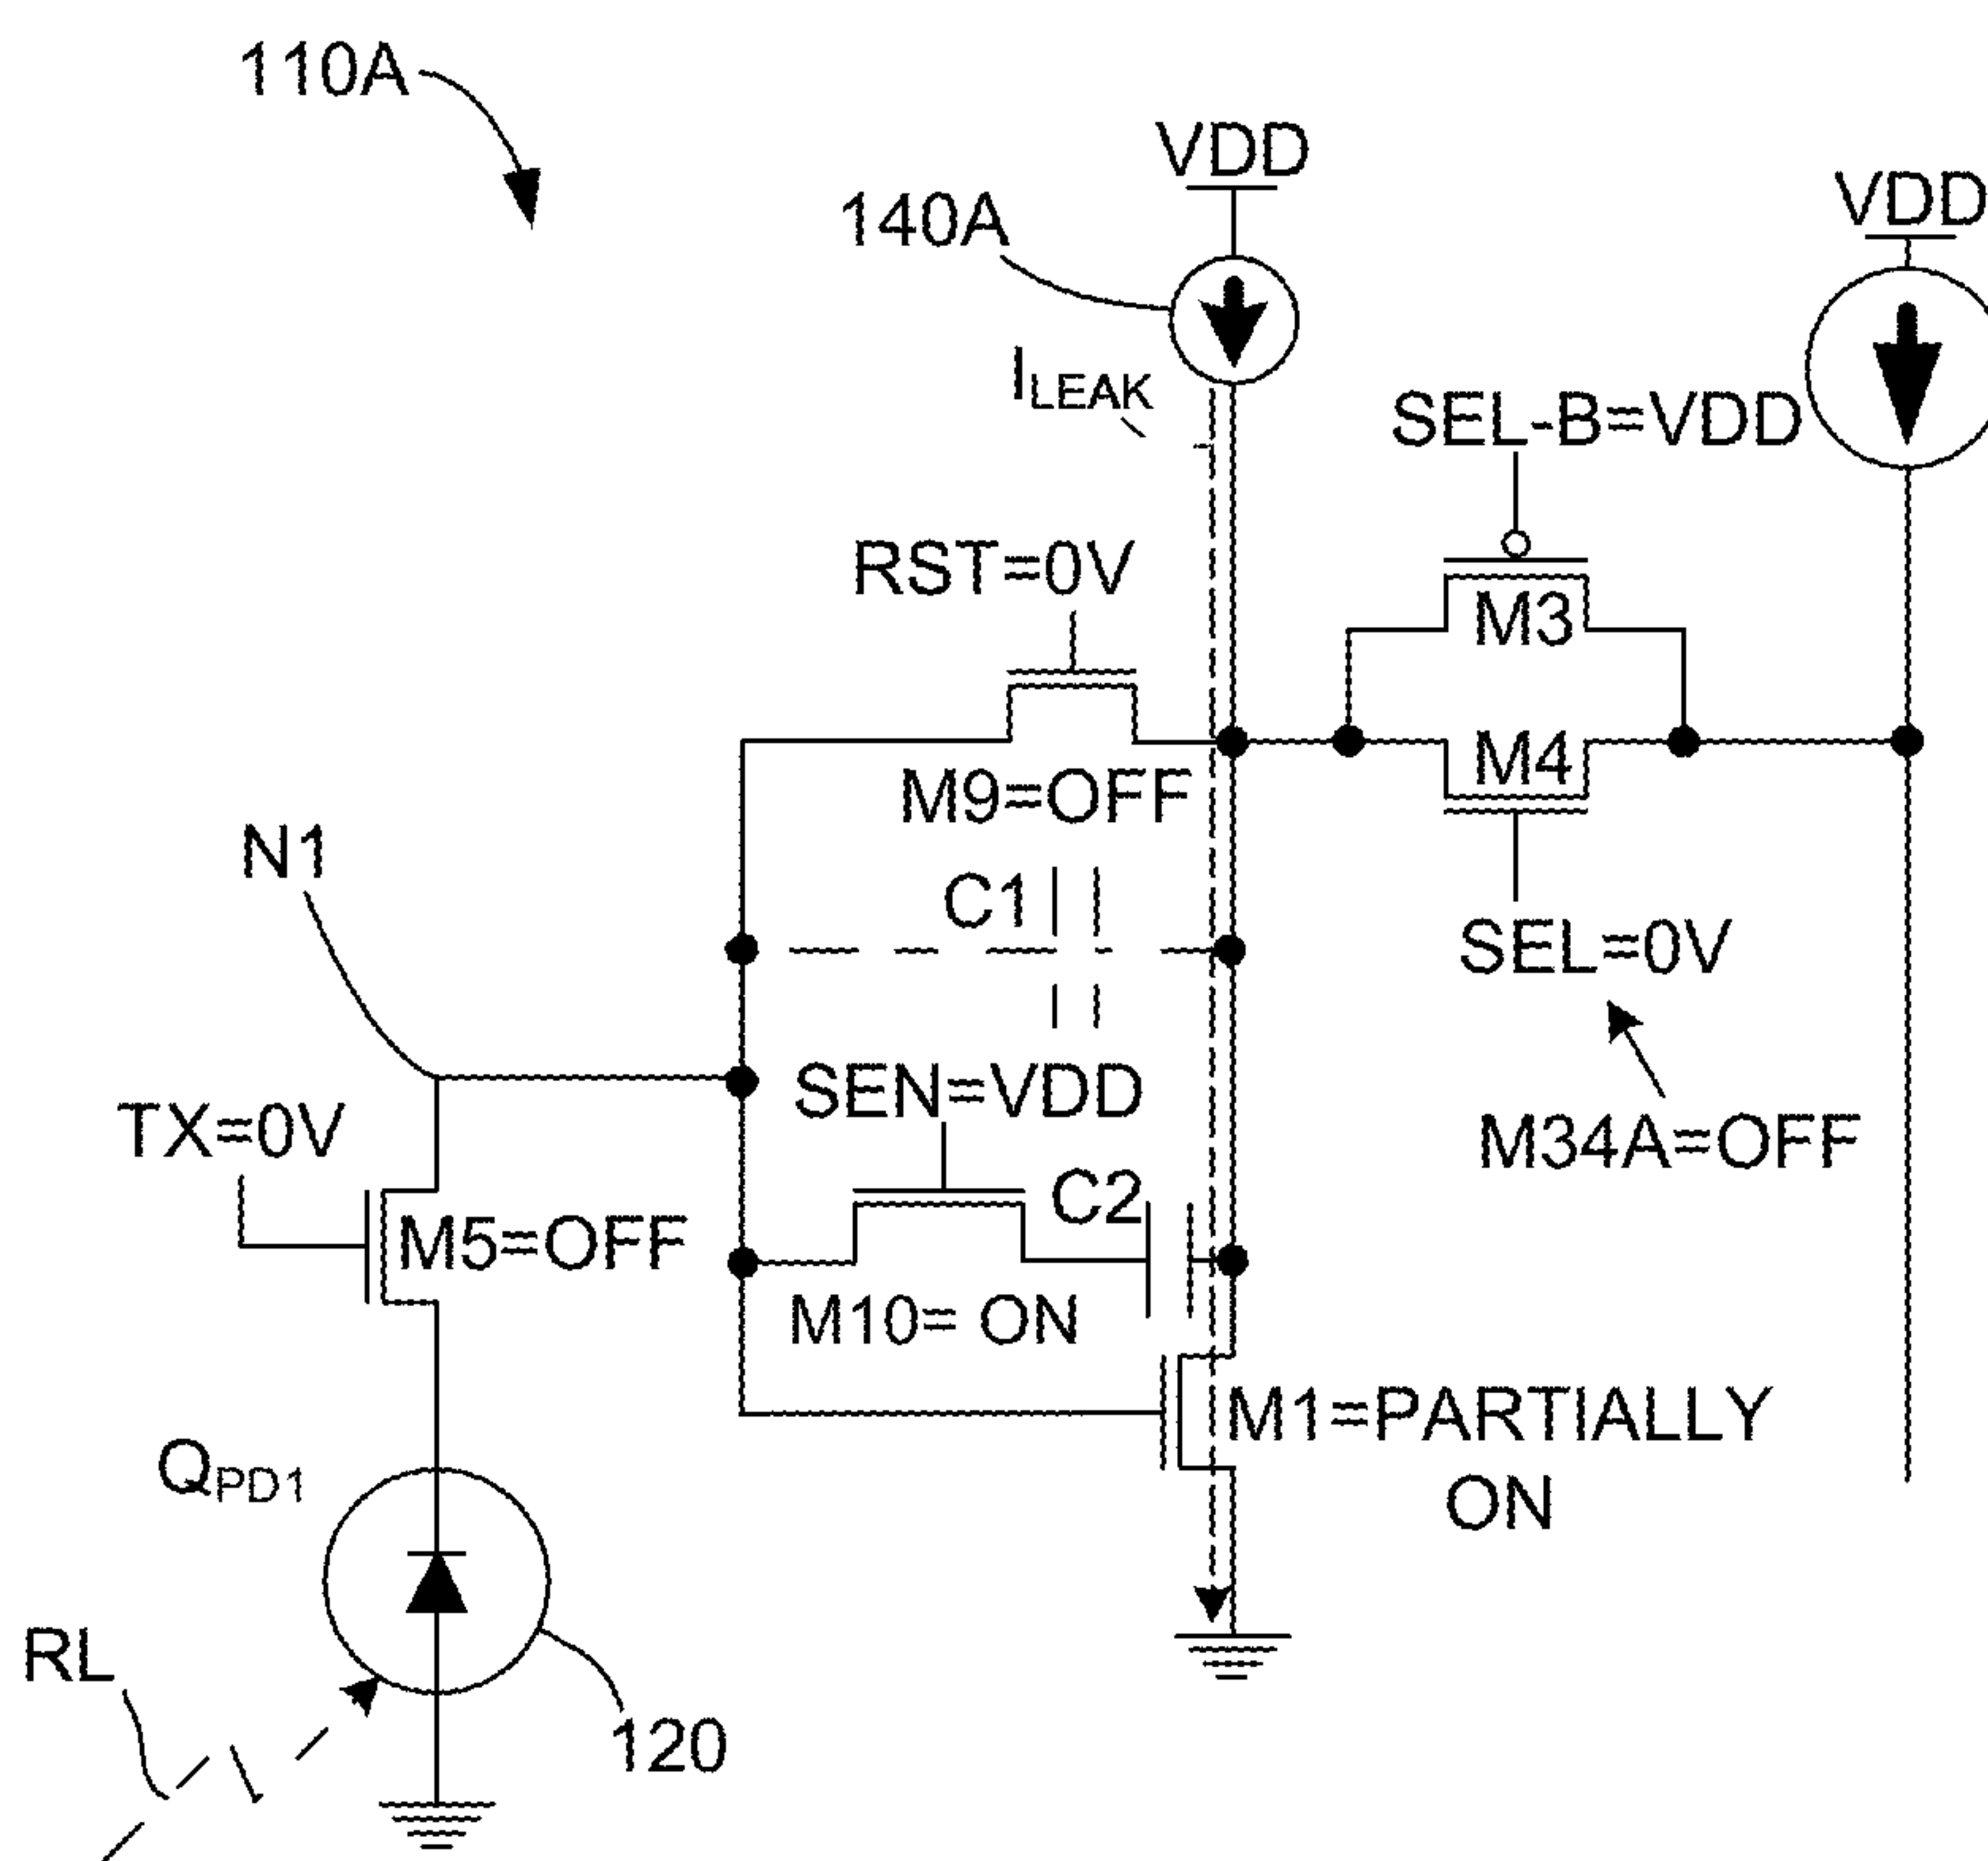 110A
VDD
VDD
140A
ILEAK
SEL-B=VDD
RST=0V
M3
M4
M9=OFF
N1
C1
SEL=0V
SEN=VDD
TX=0V
M34A=OFF
C2
M5=OFF
M10= ON
M1=PARTIALLY
ON
QPD1
RL
120